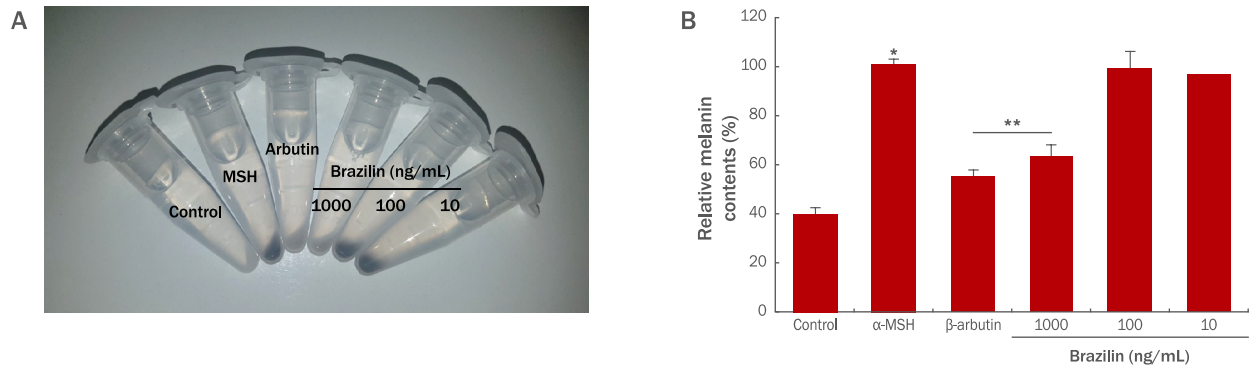 A
Control
MSH
Arbutin
Brazilin (ng/mL)
1000 100 10
B
Relative melanin
contents (%)
120
100
80
60
40
20
0
*
**
Control α-MSH β-arbutin 1000 100 10
Brazilin (ng/mL)